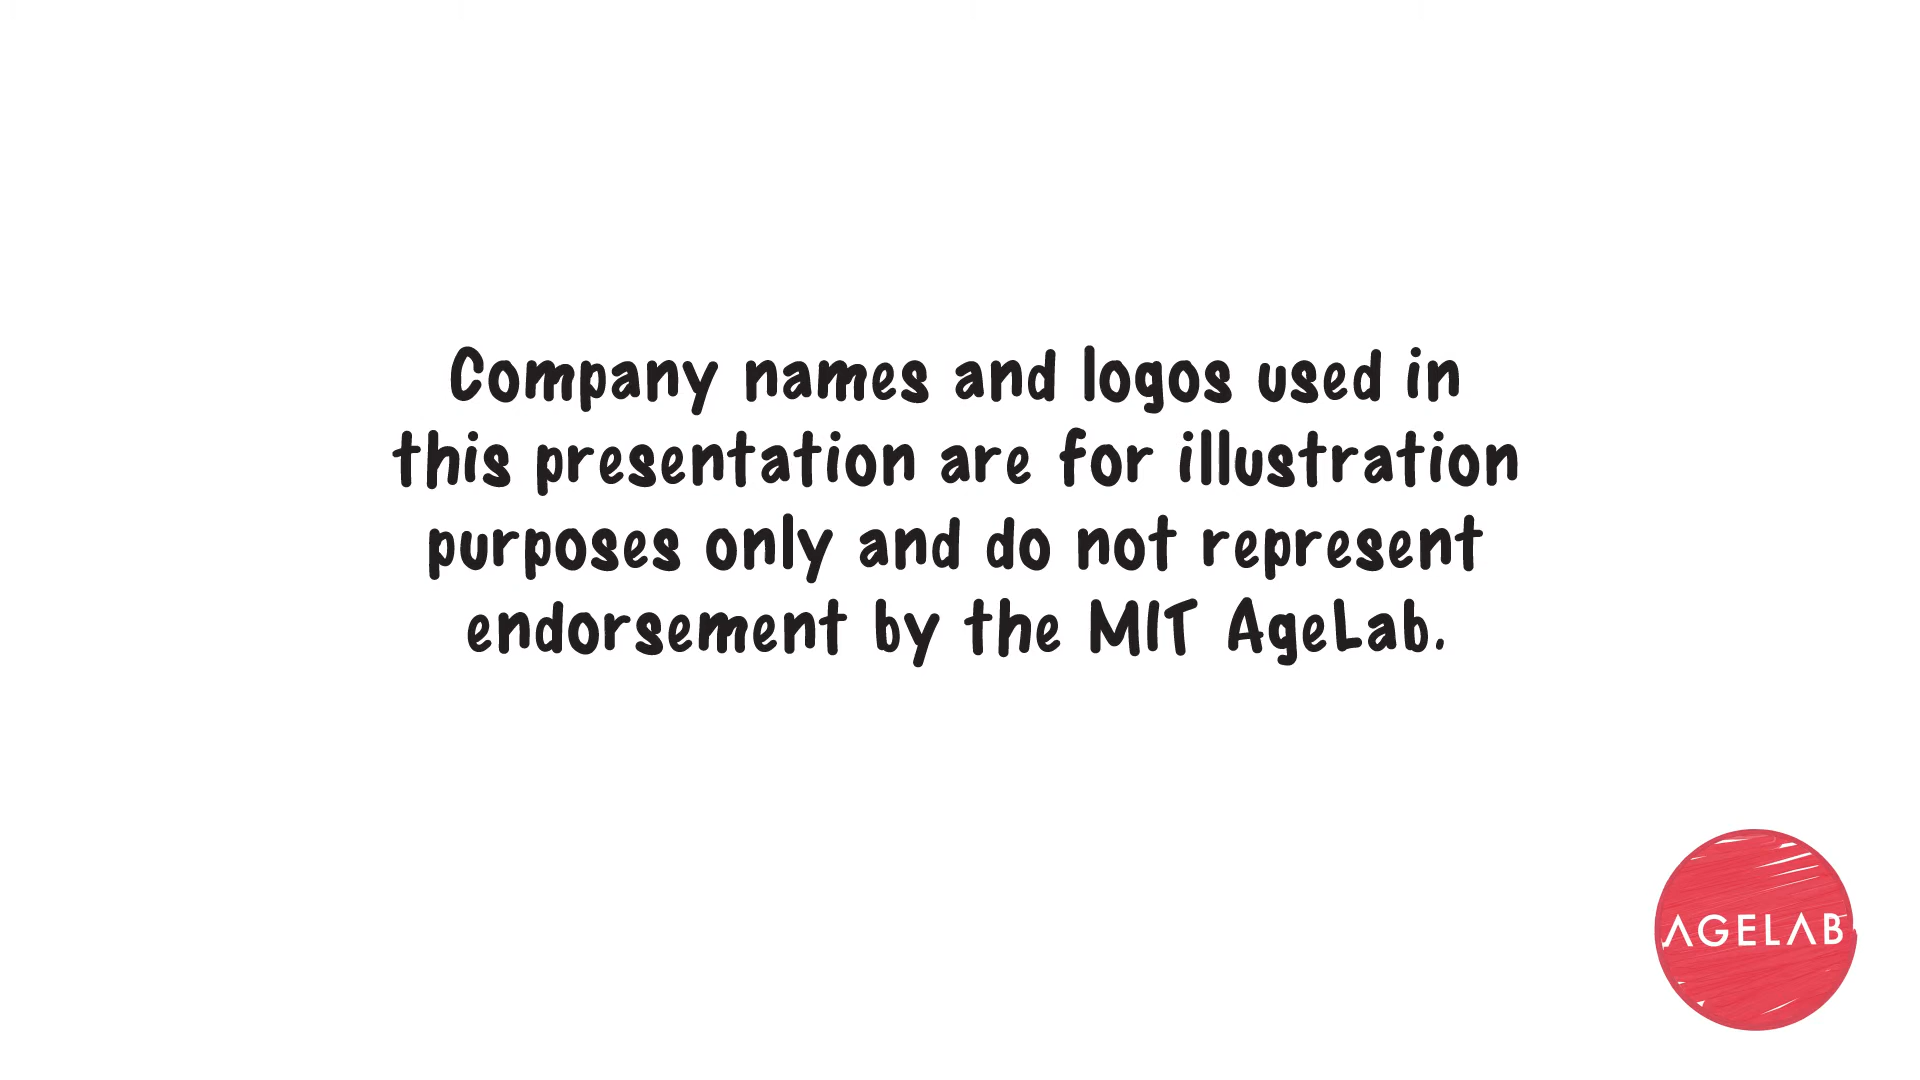 Company names and logos used in
this presentation are for illustration
purposes only and do not represent
endorsement by the MIT AgeLab.
AGELAB